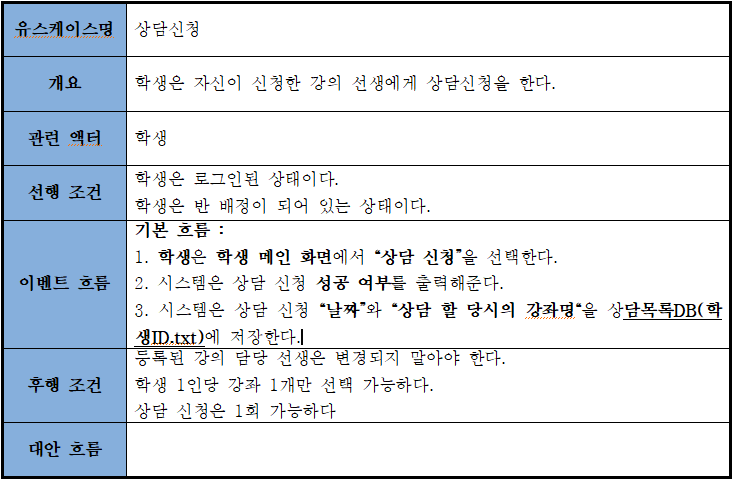 유스케이스명
상담신청
개요
학생은 자신이 신청한 강의 선생에게 상담신청을 한다.
관련 액터
학생
선행 조건
학생은 로그인된 상태이다.
학생은 반 배정이 되어 있는 상태이다.
이벤트 흐름
기본 흐름 :
1. 학생은 학생 메인 화면에서 “상담 신청”을 선택한다.
2. 시스템은 상담 신청 성공 여부를 출력해준다.
3. 시스템은 상담 신청 “날짜”와 “상담 할 당시의 강좌명“을 상담목록DB(학
생ID.txt)에 저장한다.
후행 조건
등록된 강의 담당 선생은 변경되지 말아야 한다.
학생 1인당 강좌 1개만 선택 가능하다.
상담 신청은 1회 가능하다
대안 흐름